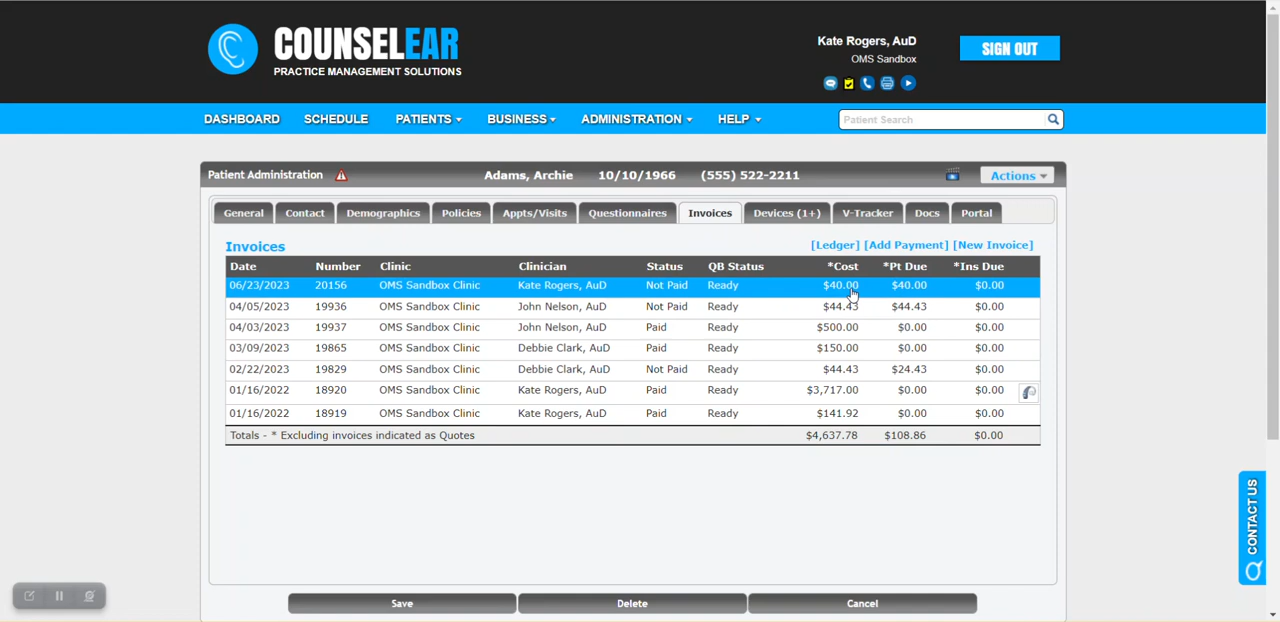 COUNSELEAR
PRACTICE MANAGEMENT SOLUTIONS
Kate Rogers, AuD
OMS Sandbox
SIGN OUT
DASHBOARD SCHEDULE PATIENTS BUSINESS ADMINISTRATION HELP Patient Search
Patient Administration Adams, Archie 10/10/1966 (555) 522-2211 Actions
General Contact Demographics Policies Appts/Visits Questionnaires Invoices Devices (1+) V-Tracker Docs Portal
Invoices [Ledger] [Add Payment] [New Invoice]
Date Number Clinic Clinician Status QB Status *Cost *Pt Due *Ins Due
06/23/2023 20156 OMS Sandbox Clinic Kate Rogers, AuD Not Paid Ready $40.00 $40.00 $0.00
04/05/2023 19936 OMS Sandbox Clinic John Nelson, AuD Not Paid Ready $44.43 $44.43 $0.00
04/03/2023 19937 OMS Sandbox Clinic John Nelson, AuD Paid Ready $500.00 $0.00 $0.00
03/09/2023 19865 OMS Sandbox Clinic Debbie Clark, AuD Paid Ready $150.00 $0.00 $0.00
02/22/2023 19829 OMS Sandbox Clinic Debbie Clark, AuD Not Paid Ready $44.43 $24.43 $0.00
01/16/2022 18920 OMS Sandbox Clinic Kate Rogers, AuD Paid Ready $3,717.00 $0.00 $0.00
01/16/2022 18919 OMS Sandbox Clinic Kate Rogers, AuD Paid Ready $141.92 $0.00 $0.00
Totals - * Excluding invoices indicated as Quotes $4,637.78 $108.86 $0.00
CONTACT US
Save Delete Cancel